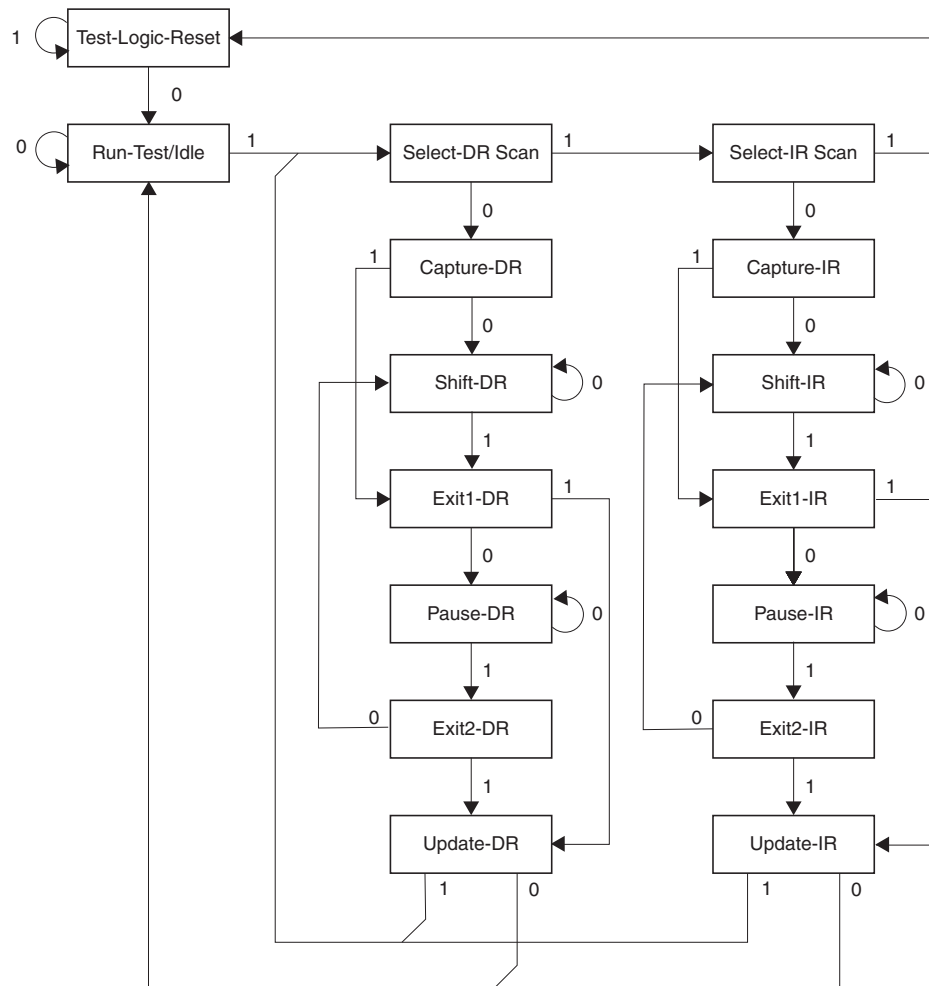 1 Test-Logic-Reset
0
0 Run-Test/Idle 1 Select-DR Scan 1 Select-IR Scan 1
0 0
1 Capture-DR 1 Capture-IR
0 0
Shift-DR 0 Shift-IR 0
1 1
Exit1-DR 1 Exit1-IR 1
0 0
Pause-DR 0 Pause-IR 0
1 1
0 Exit2-DR 0 Exit2-IR
1 1
Update-DR Update-IR
1 0 1 0